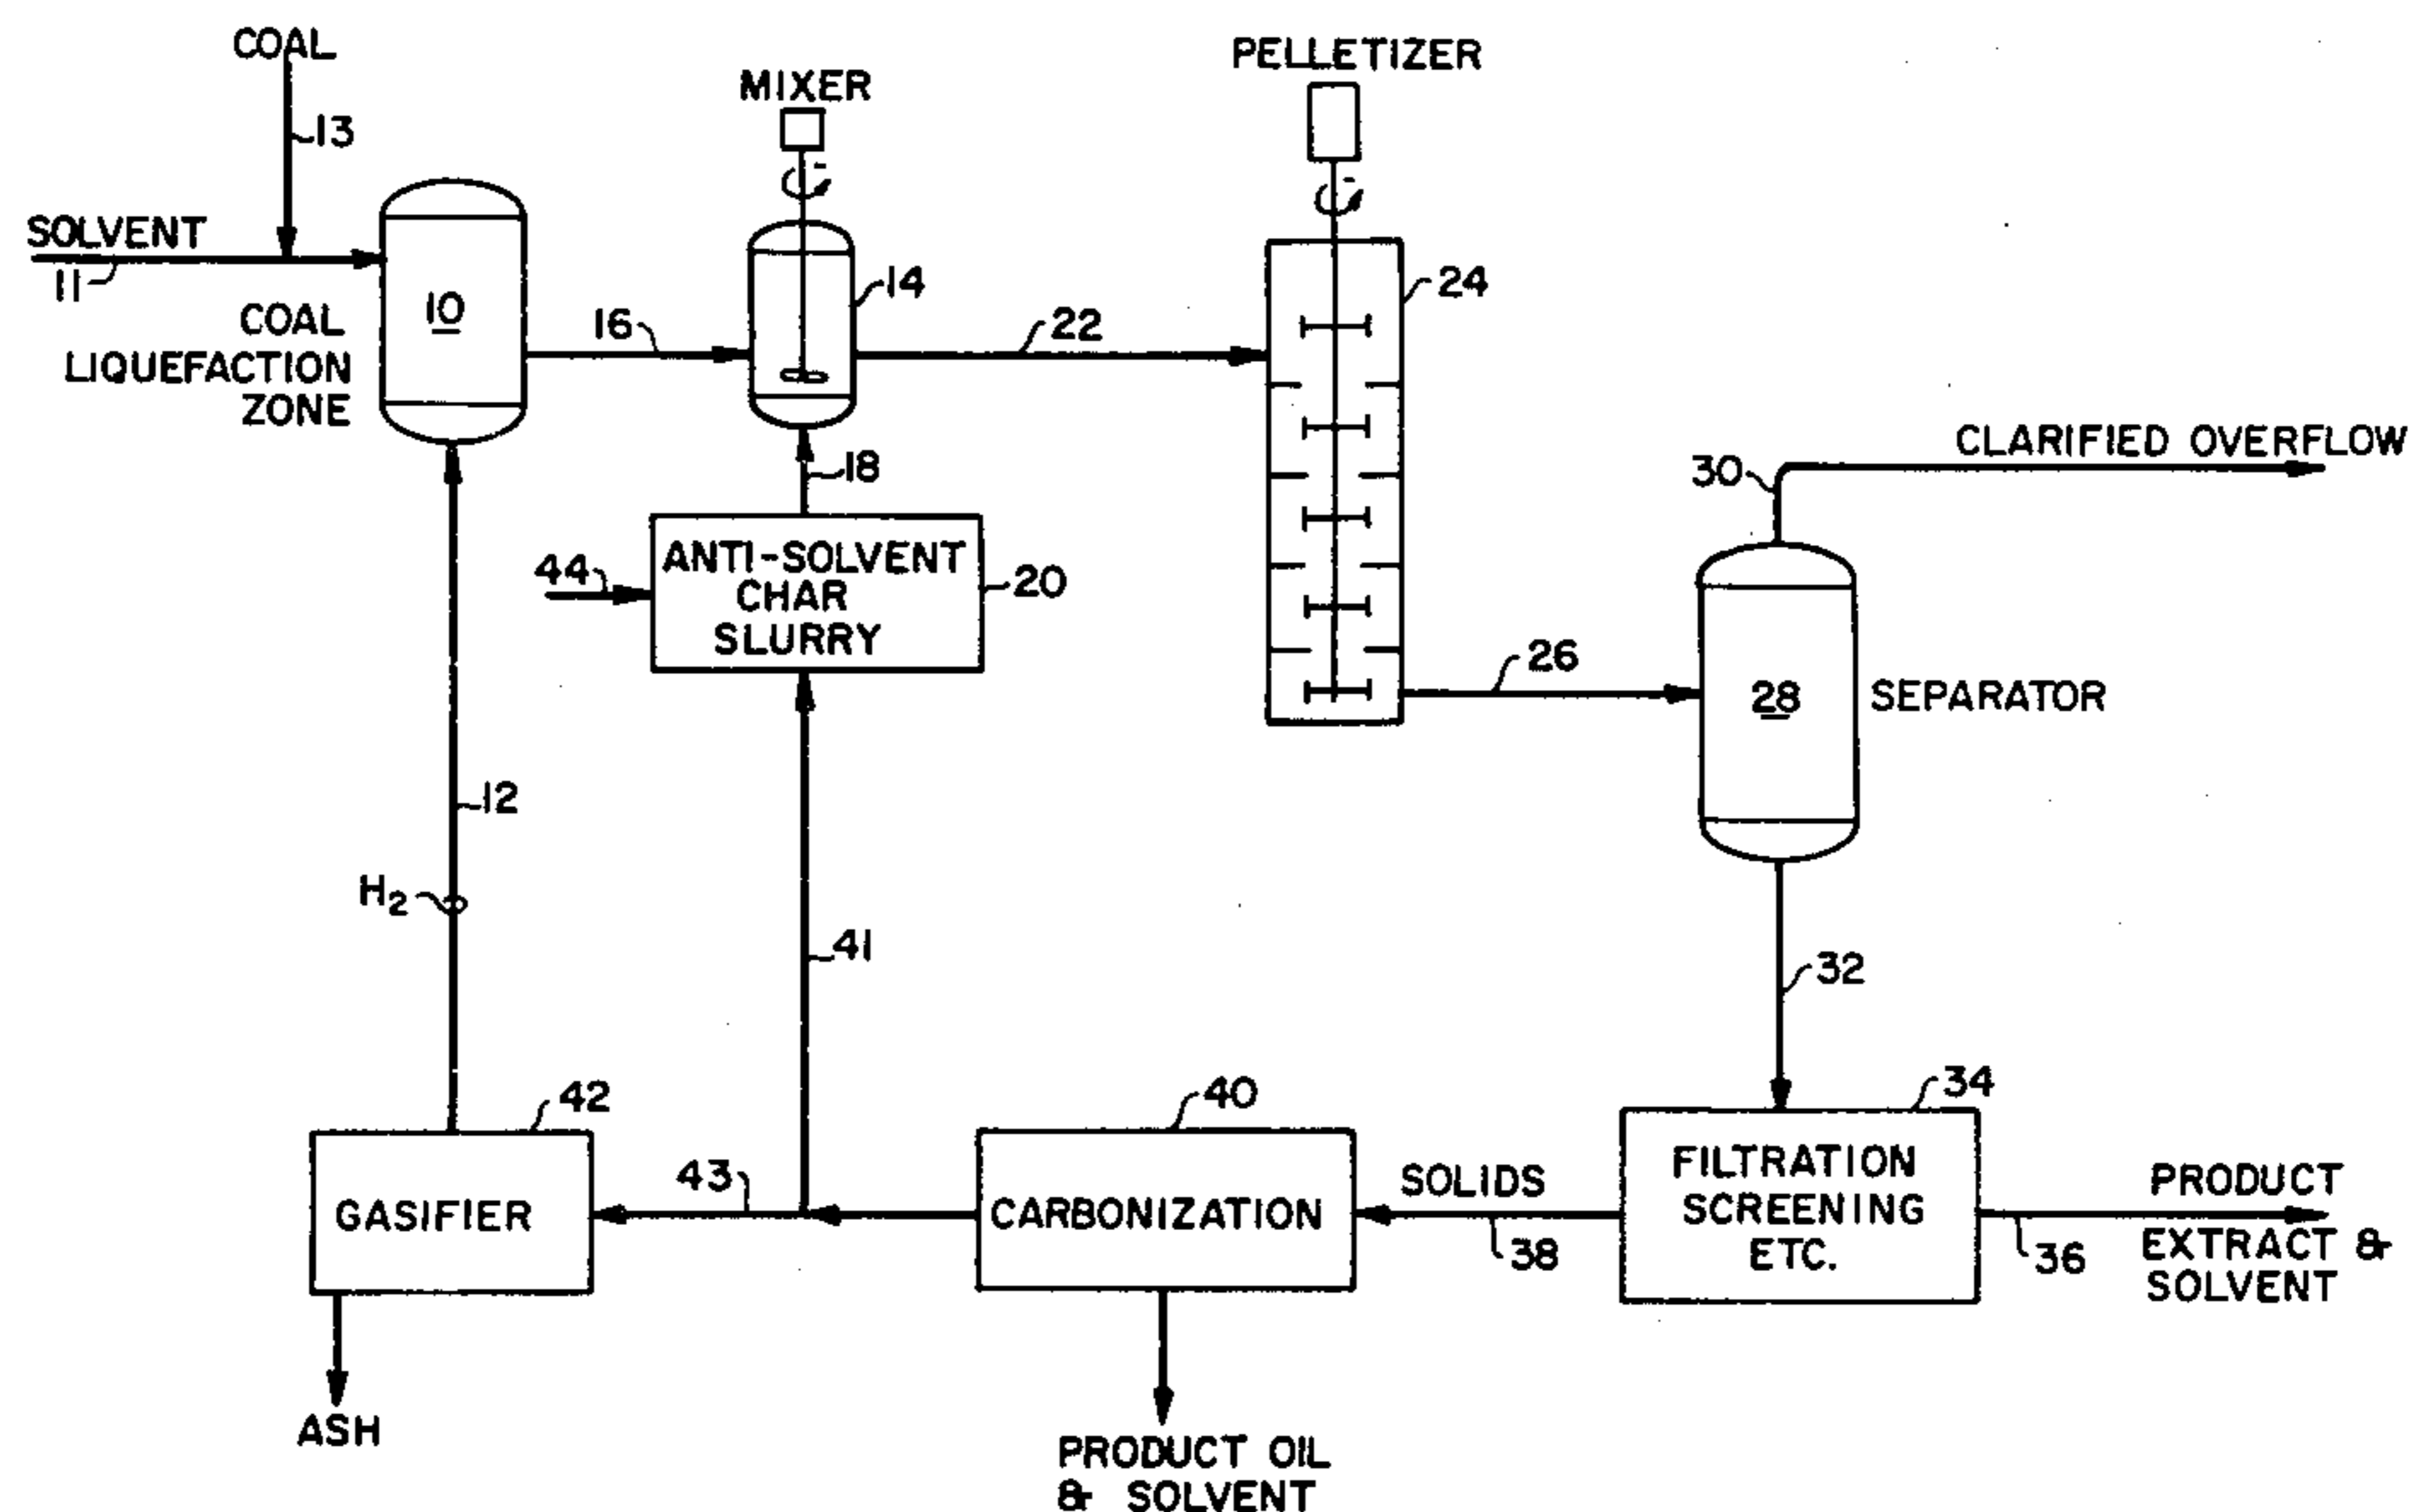 COAL
13
SOLVENT
11
10
COAL
LIQUEFACTION
ZONE
MIXER
14
16
22
PELLETIZER
24
18
44
ANTI-SOLVENT
CHAR
SLURRY
20
26
CLARIFIED OVERFLOW
30
28
SEPARATOR
12
H₂
41
32
42
GASIFIER
43
40
CARBONIZATION
SOLIDS
38
34
FILTRATION
SCREENING
ETC.
PRODUCT
36
EXTRACT &
SOLVENT
ASH
PRODUCT OIL
& SOLVENT